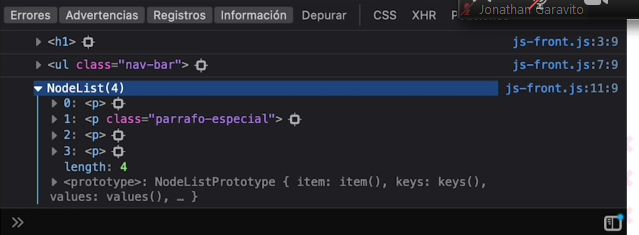 Errores Advertencias Registros Información Depurar CSS XHR
Jonathan Garavito
<h1> js-front.js:3:9
<ul class="nav-bar"> js-front.js:7:9
NodeList(4) js-front.js:11:9
0: <p>
1: <p class="parrafo-especial">
2: <p>
3: <p>
length: 4
<prototype>: NodeListPrototype { item: item(), keys: keys(),
values: values(), … }